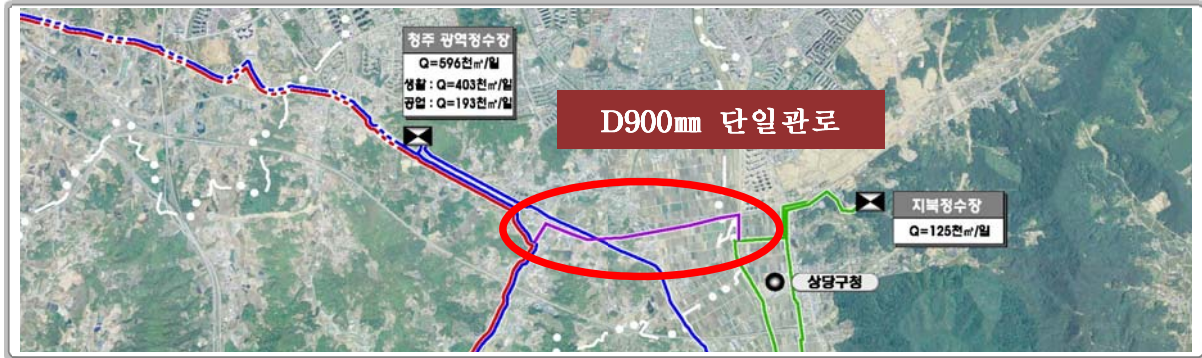 청주 광역정수장
Q=596천㎥/일
생활 : Q=403천㎥/일
공업 : Q=193천㎥/일
D900㎜ 단일관로
지북정수장
Q=125천㎥/일
상당구청